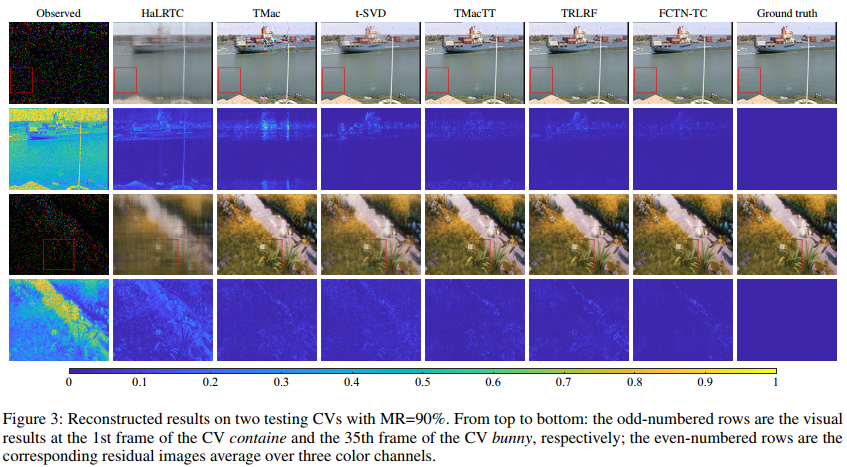 Observed HaLRTC TMac t-SVD TMacTT TRLRF FCTN-TC Ground truth
0 0.1 0.2 0.3 0.4 0.5 0.6 0.7 0.8 0.9 1
Figure 3: Reconstructed results on two testing CVs with MR=90%. From top to bottom: the odd-numbered rows are the visual
results at the 1st frame of the CV containe and the 35th frame of the CV bunny, respectively; the even-numbered rows are the
corresponding residual images average over three color channels.